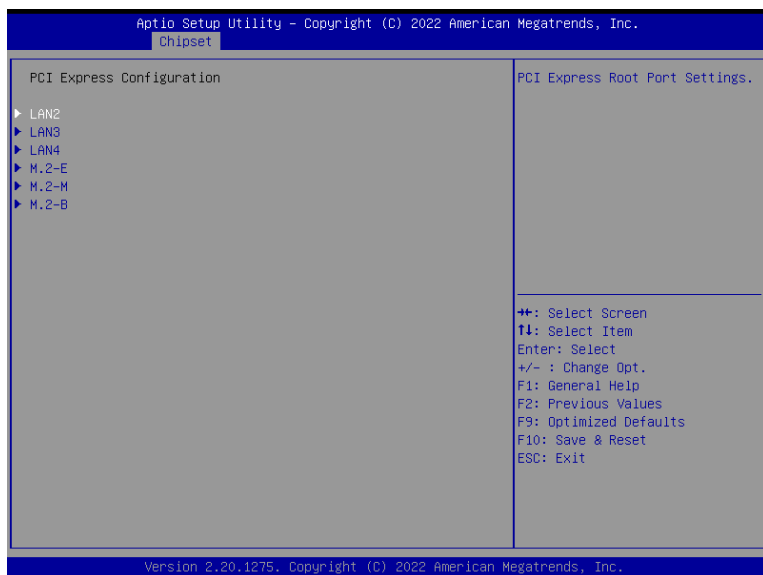 Aptio Setup Utility – Copyright (C) 2022 American Megatrends, Inc.
Chipset
PCI Express Configuration
▶ LAN2
▶ LAN3
▶ LAN4
▶ M.2-E
▶ M.2-M
▶ M.2-B
PCI Express Root Port Settings.
→←: Select Screen
↑↓: Select Item
Enter: Select
+/- : Change Opt.
F1: General Help
F2: Previous Values
F9: Optimized Defaults
F10: Save & Reset
ESC: Exit
Version 2.20.1275. Copyright (C) 2022 American Megatrends, Inc.